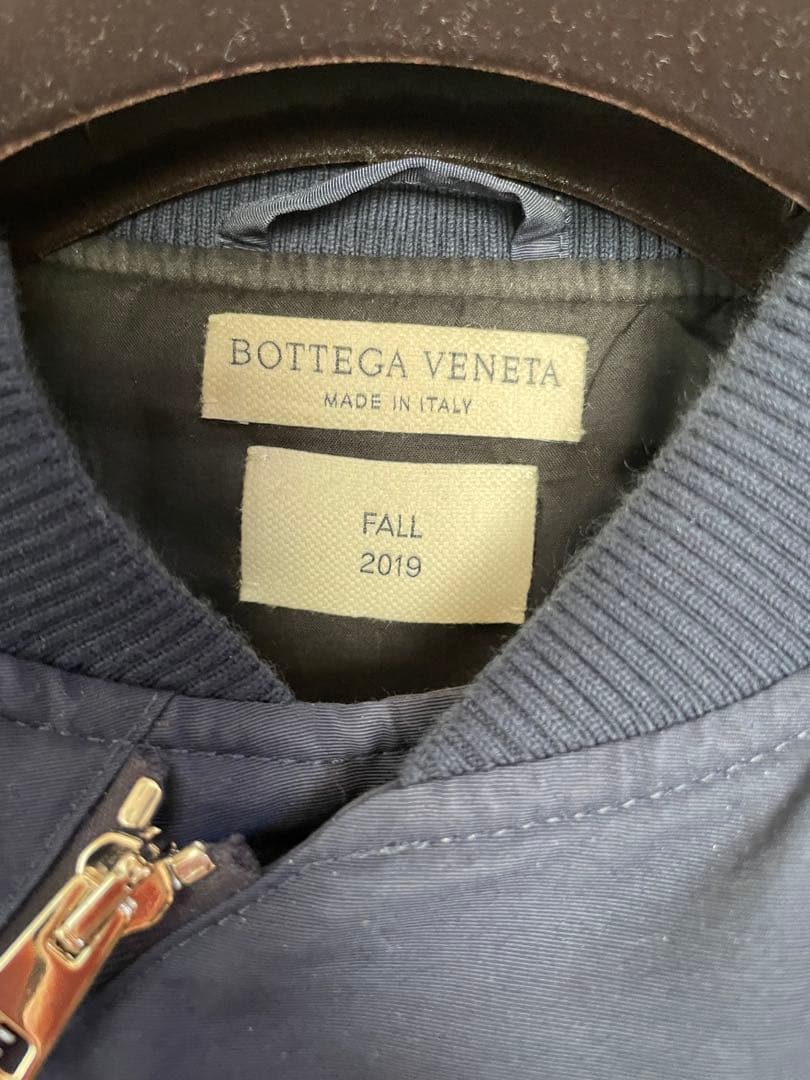 BOTTEGA VENETA
MADE IN ITALY
FALL
2019